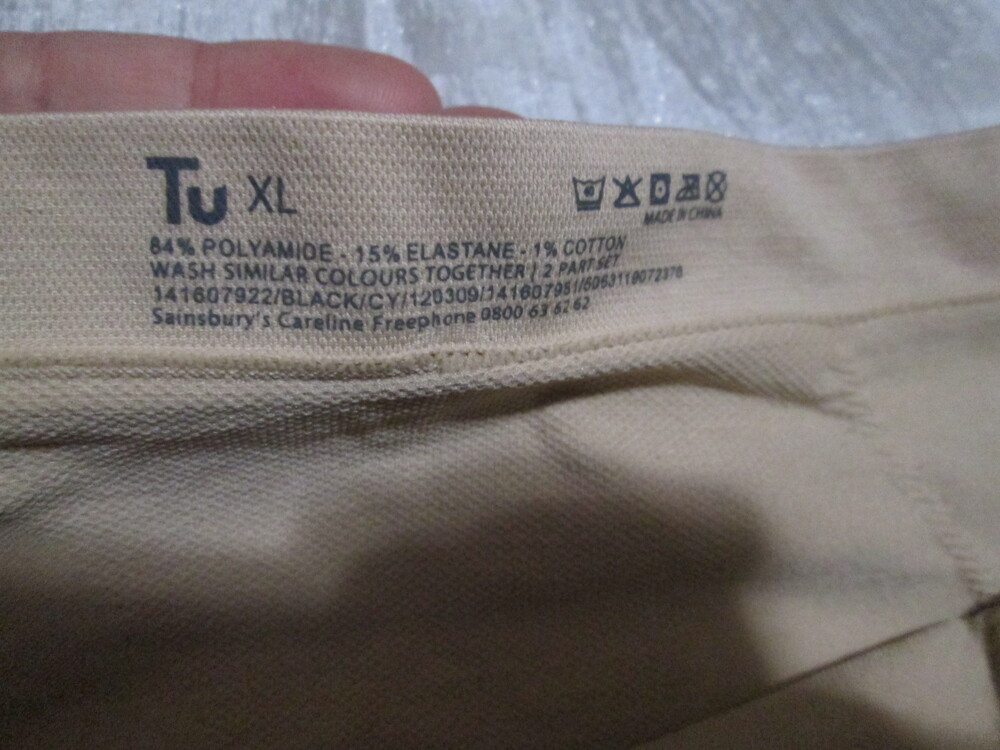 Tu XL
MADE IN CHINA
84% POLYAMIDE - 15% ELASTANE - 1% COTTON
WASH SIMILAR COLOURS TOGETHER / 2 PART SET
141607922/BLACK/CY/120309/141607951/6053119072376
Sainsbury's Careline Freephone 0800 63 62 62